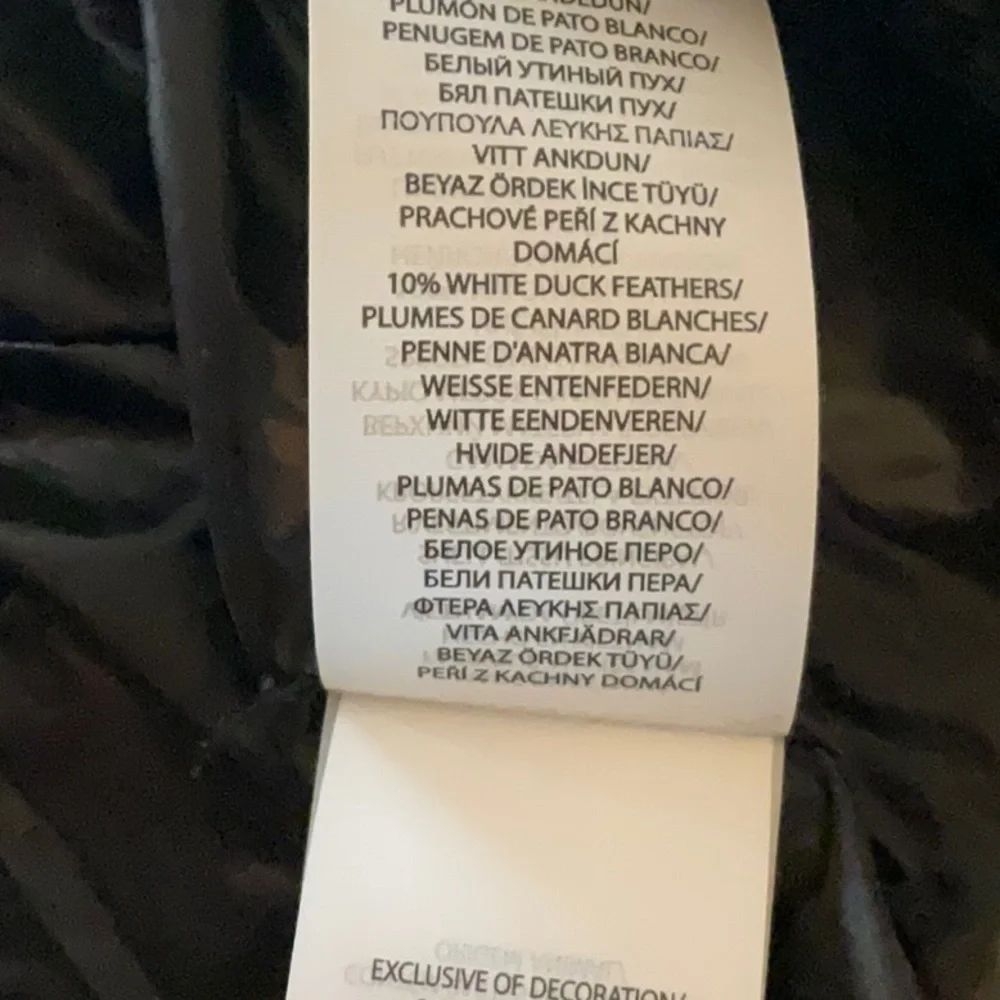 PLUMÓN DE PATO BLANCO/
PENUGEM DE PATO BRANCO/
БЕЛЫЙ УТИНЫЙ ПУХ/
БЯЛ ПАТЕШКИ ПУХ/
ΠΟΥΠΟΥΛΑ ΛΕΥΚΗΣ ΠΑΠΙΑΣ/
VITT ANKDUN/
BEYAZ ÖRDEK İNCE TÜYÜ/
PRACHOVÉ PEŘÍ Z KACHNY
DOMÁCÍ
10% WHITE DUCK FEATHERS/
PLUMES DE CANARD BLANCHES/
PENNE D'ANATRA BIANCA/
WEISSE ENTENFEDERN/
WITTE EENDENVEREN/
HVIDE ANDEFJER/
PLUMAS DE PATO BLANCO/
PENAS DE PATO BRANCO/
БЕЛОЕ УТИНОЕ ПЕРО/
БЕЛИ ПАТЕШКИ ПЕРА/
ΦΤΕΡΑ ΛΕΥΚΗΣ ΠΑΠΙΑΣ/
VITA ANKFJÄDRAR/
BEYAZ ÖRDEK TÜYÜ/
PEŘÍ Z KACHNY DOMÁCÍ
EXCLUSIVE OF DECORATION/